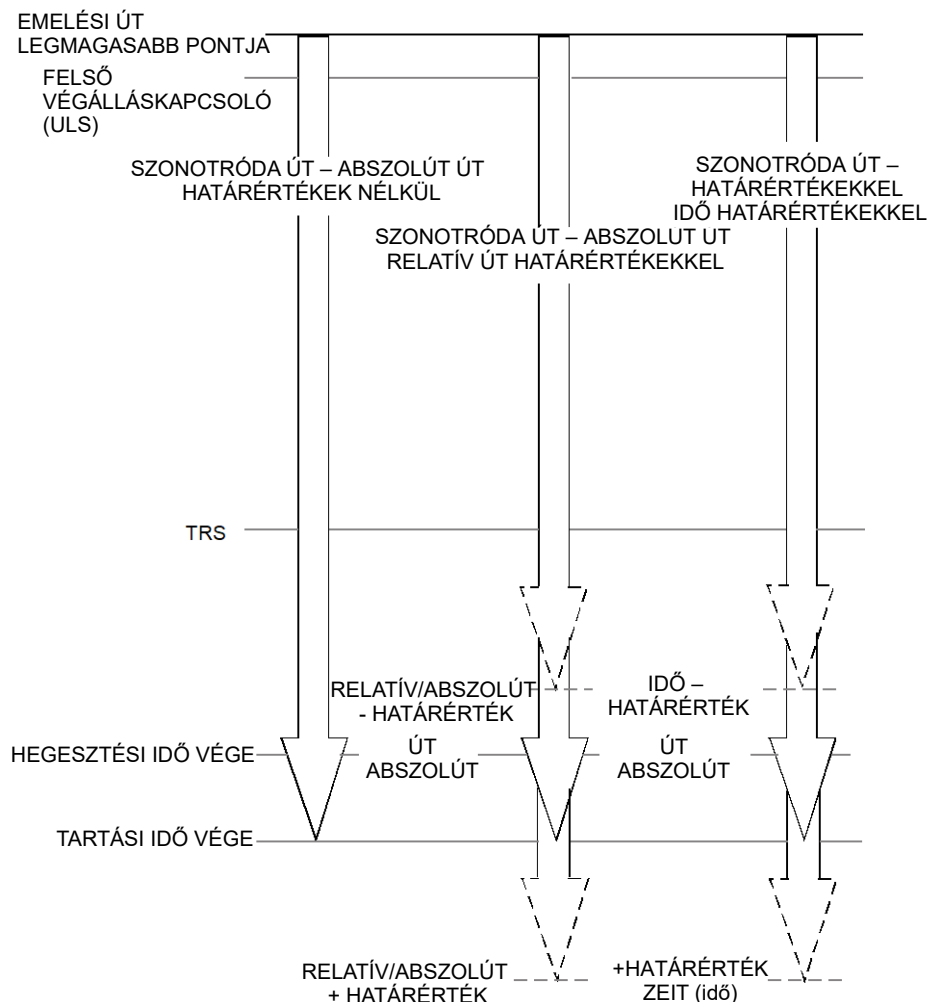 EMELÉSI ÚT
LEGMAGASABB PONTJA
FELSŐ
VÉGÁLLÁSKAPCSOLÓ
(ULS)
SZONOTRÓDA ÚT – ABSZOLÚT ÚT
HATÁRÉRTÉKEK NÉLKÜL
SZONOTRÓDA ÚT – ABSZOLÚT ÚT
RELATÍV ÚT HATÁRÉRTÉKEKKEL
SZONOTRÓDA ÚT –
HATÁRÉRTÉKEKKEL
IDŐ HATÁRÉRTÉKEKKEL
TRS
RELATÍV/ABSZOLÚT
- HATÁRÉRTÉK
IDŐ –
HATÁRÉRTÉK
HEGESZTÉSI IDŐ VÉGE
ÚT
ABSZOLÚT
ÚT
ABSZOLÚT
TARTÁSI IDŐ VÉGE
RELATÍV/ABSZOLÚT
+ HATÁRÉRTÉK
+HATÁRÉRTÉK
ZEIT (idő)